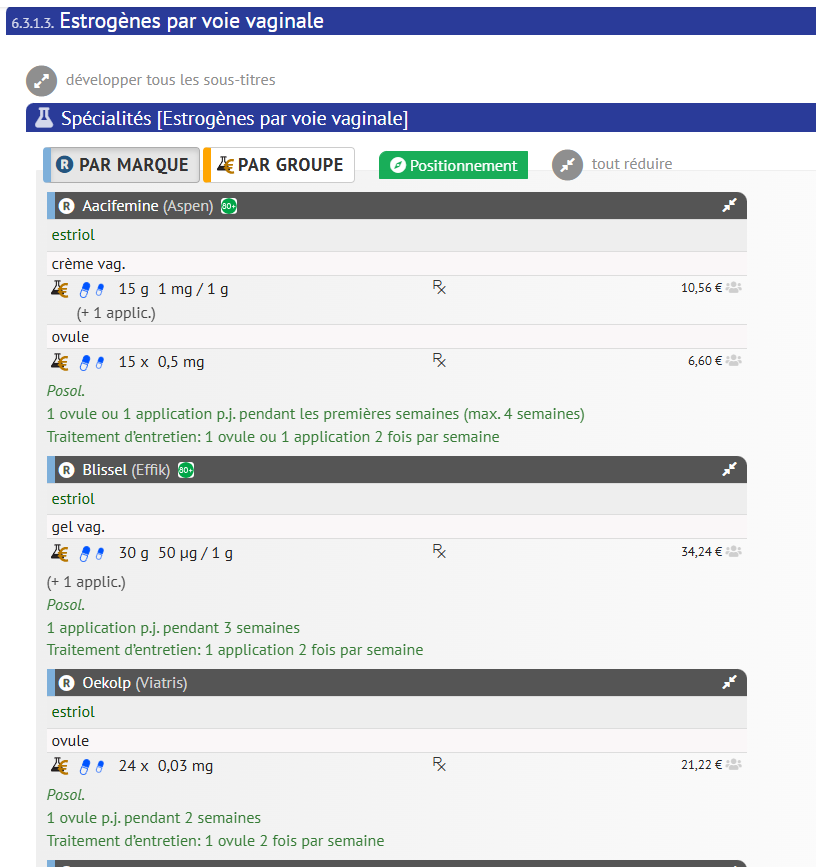 6.3.1.3. Estrogènes par voie vaginale
développer tous les sous-titres
Spécialités [Estrogènes par voie vaginale]
R PAR MARQUE € PAR GROUPE Positionnement tout réduire
R Aacifemine (Aspen) 80+
estriol
crème vag.
€ 15 g 1 mg / 1 g ℞ 10,56 €
(+ 1 applic.)
ovule
€ 15 x 0,5 mg ℞ 6,60 €
Posol.
1 ovule ou 1 application p.j. pendant les premières semaines (max. 4 semaines)
Traitement d’entretien: 1 ovule ou 1 application 2 fois par semaine
R Blissel (Effik) 80+
estriol
gel vag.
€ 30 g 50 µg / 1 g ℞ 34,24 €
(+ 1 applic.)
Posol.
1 application p.j. pendant 3 semaines
Traitement d’entretien: 1 application 2 fois par semaine
R Oekolp (Viatris)
estriol
ovule
€ 24 x 0,03 mg ℞ 21,22 €
Posol.
1 ovule p.j. pendant 2 semaines
Traitement d’entretien: 1 ovule 2 fois par semaine